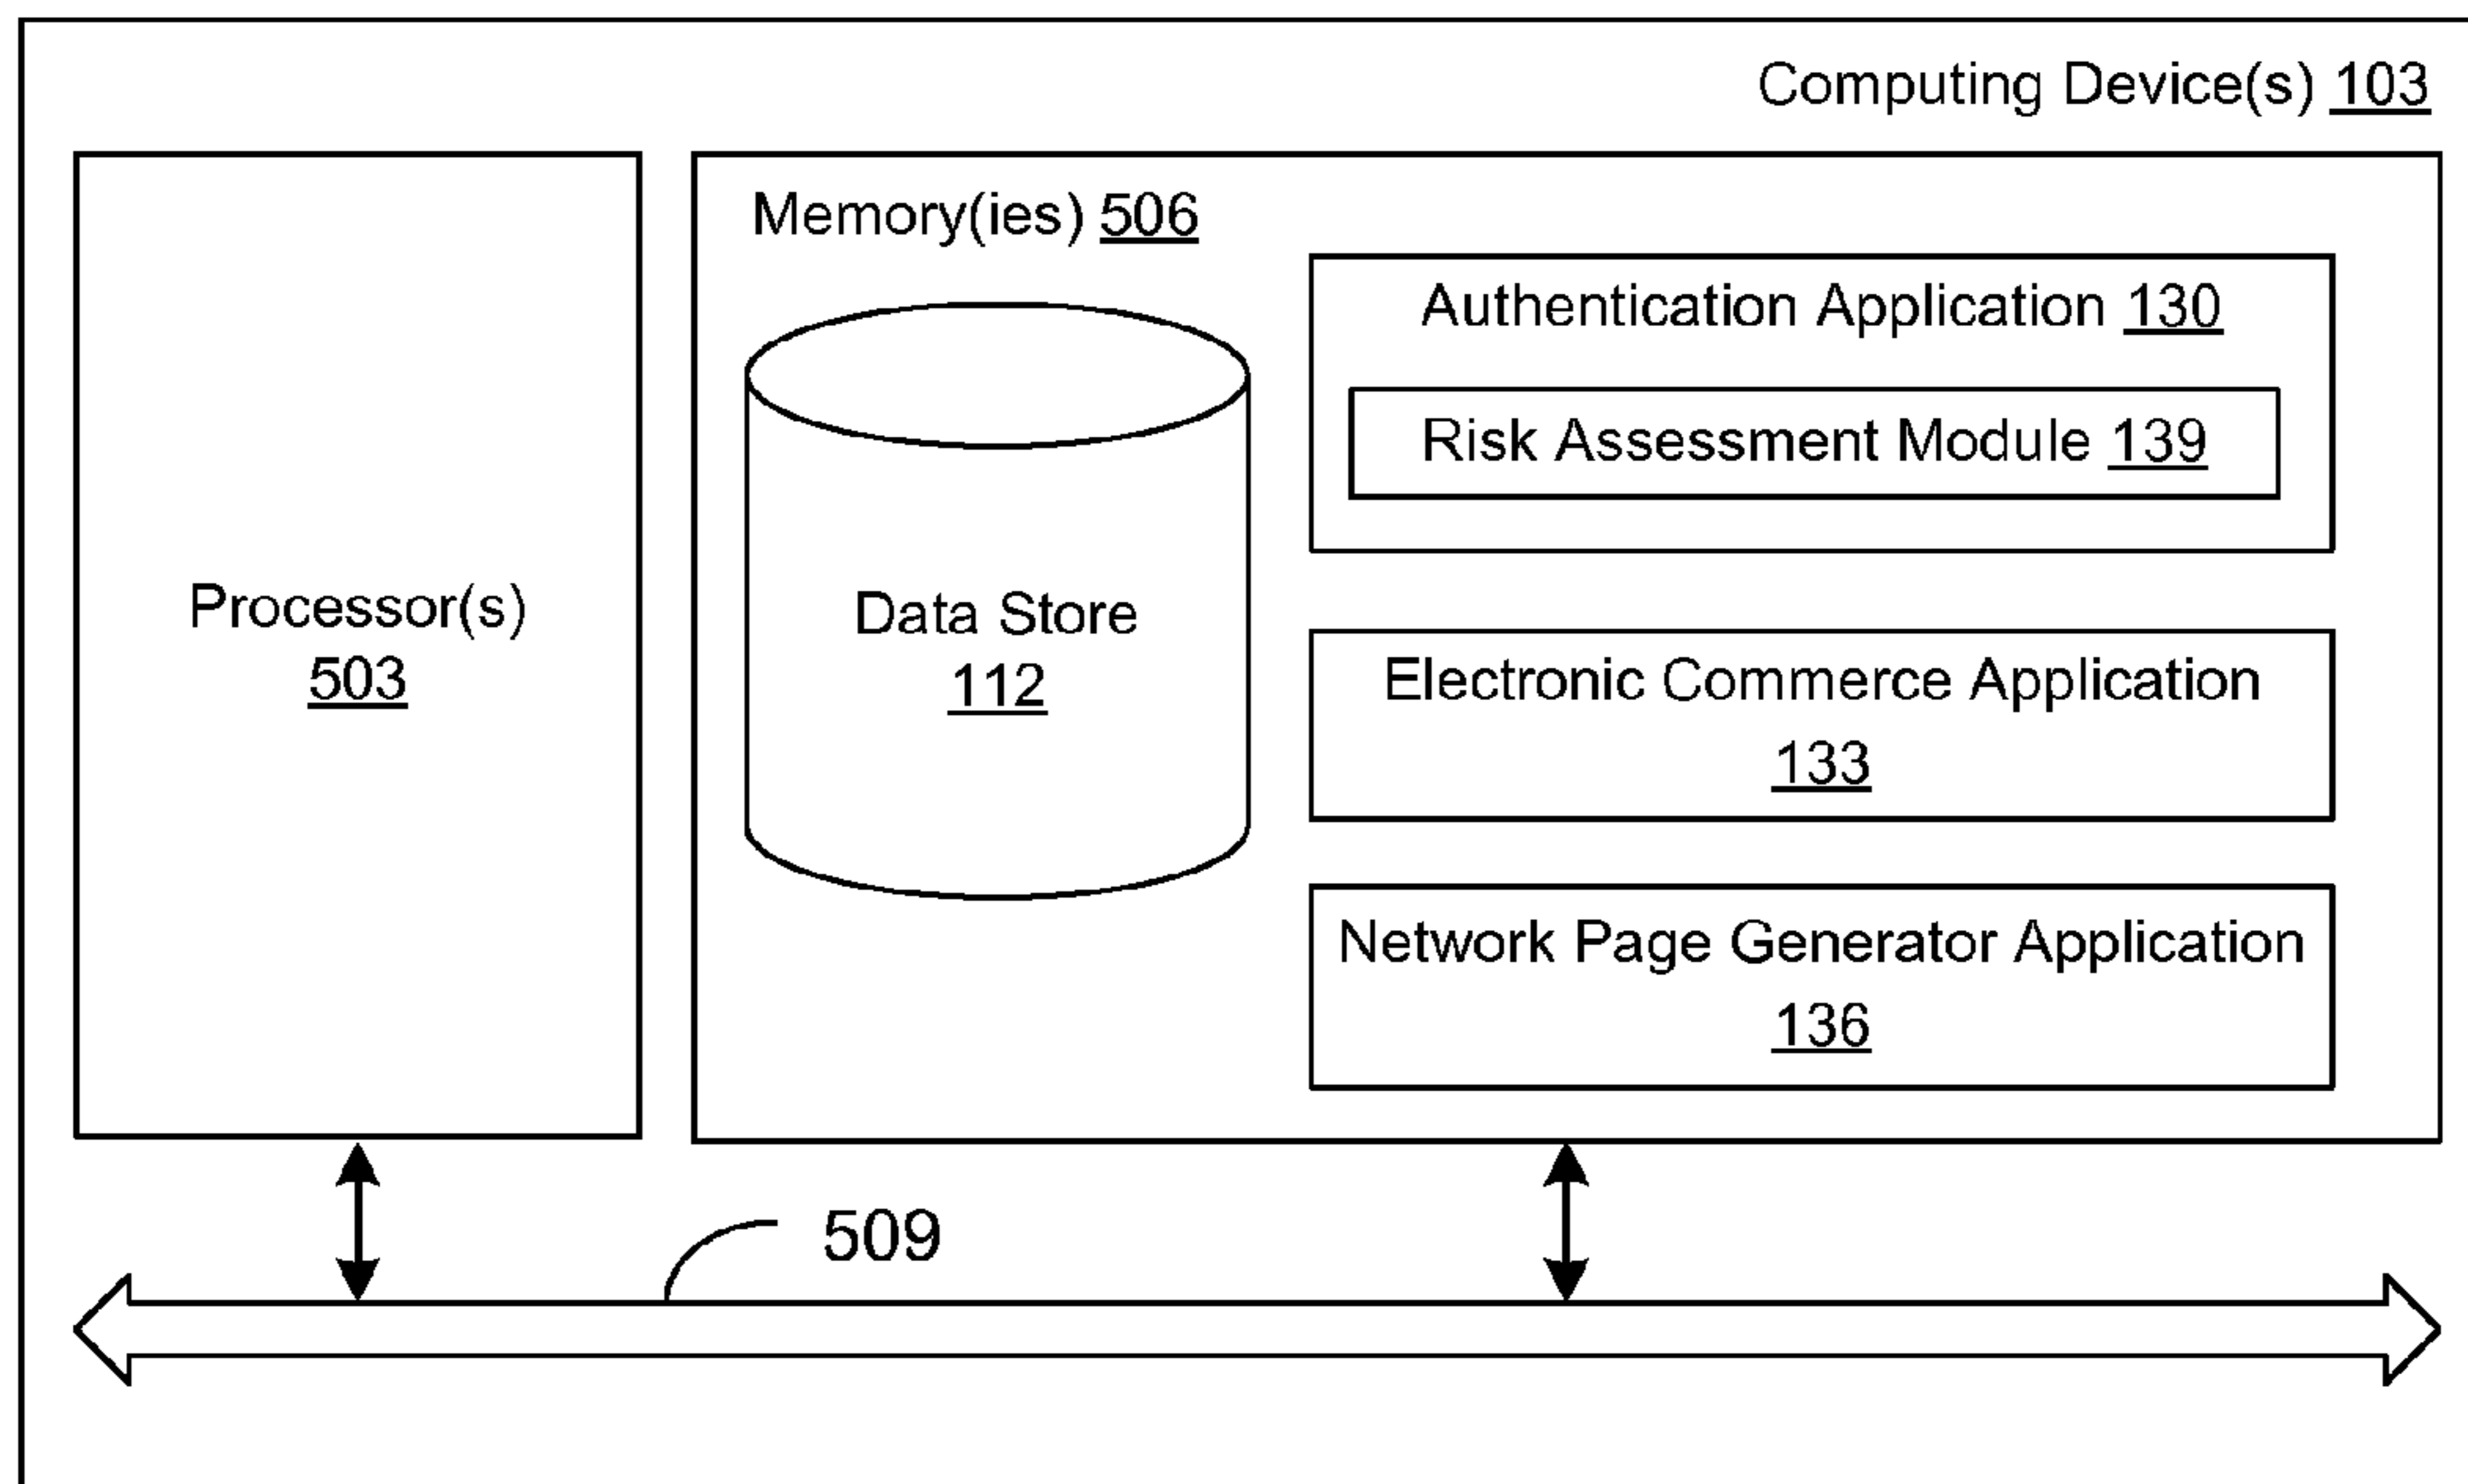 Computing Device(s) 103
Processor(s)
503
Memory(ies) 506
Data Store
112
Authentication Application 130
Risk Assessment Module 139
Electronic Commerce Application
133
Network Page Generator Application
136
509